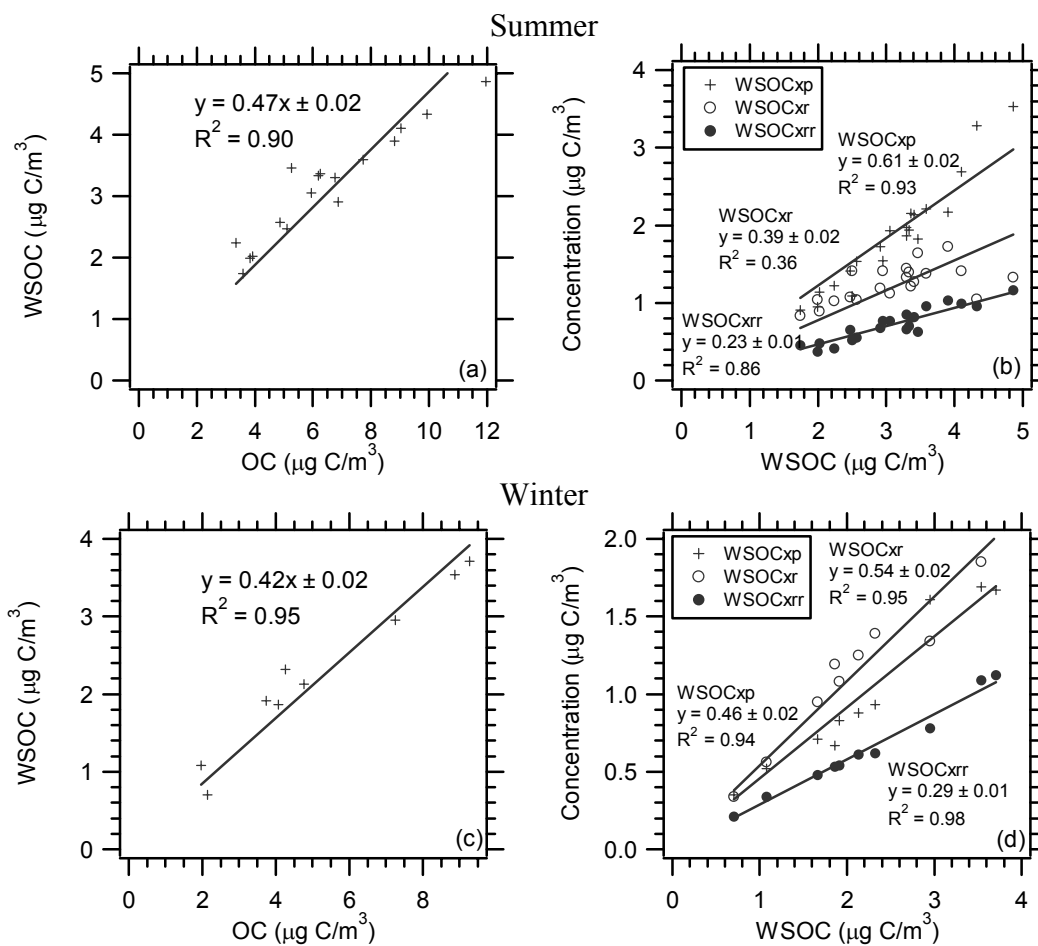 Summer
5
4
3
2
1
0
WSOC (µg C/m³)
y = 0.47x ± 0.02
R² = 0.90
(a)
0 2 4 6 8 10 12
OC (µg C/m³)
4
3
2
1
0
Concentration (µg C/m³)
WSOCxp
WSOCxr
WSOCxrr
WSOCxp
y = 0.61 ± 0.02
R² = 0.93
WSOCxr
y = 0.39 ± 0.02
R² = 0.36
WSOCxrr
y = 0.23 ± 0.01
R² = 0.86
(b)
0 1 2 3 4 5
WSOC (µg C/m³)
Winter
4
3
2
1
0
WSOC (µg C/m³)
y = 0.42x ± 0.02
R² = 0.95
(c)
0 2 4 6 8
OC (µg C/m³)
2.0
1.5
1.0
0.5
0.0
Concentration (µg C/m³)
WSOCxp
WSOCxr
WSOCxrr
WSOCxr
y = 0.54 ± 0.02
R² = 0.95
WSOCxp
y = 0.46 ± 0.02
R² = 0.94
WSOCxrr
y = 0.29 ± 0.01
R² = 0.98
(d)
0 1 2 3 4
WSOC (µg C/m³)